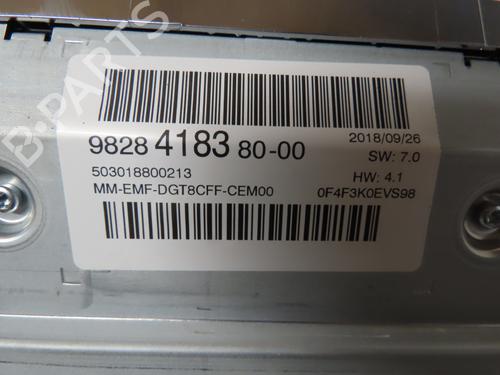 B-PARTS
9828 4183 80-00
2018/09/26
SW: 7.0
503018800213
HW: 4.1
MM-EMF-DGT8CFF-CEM00
0F4F3K0EVS98